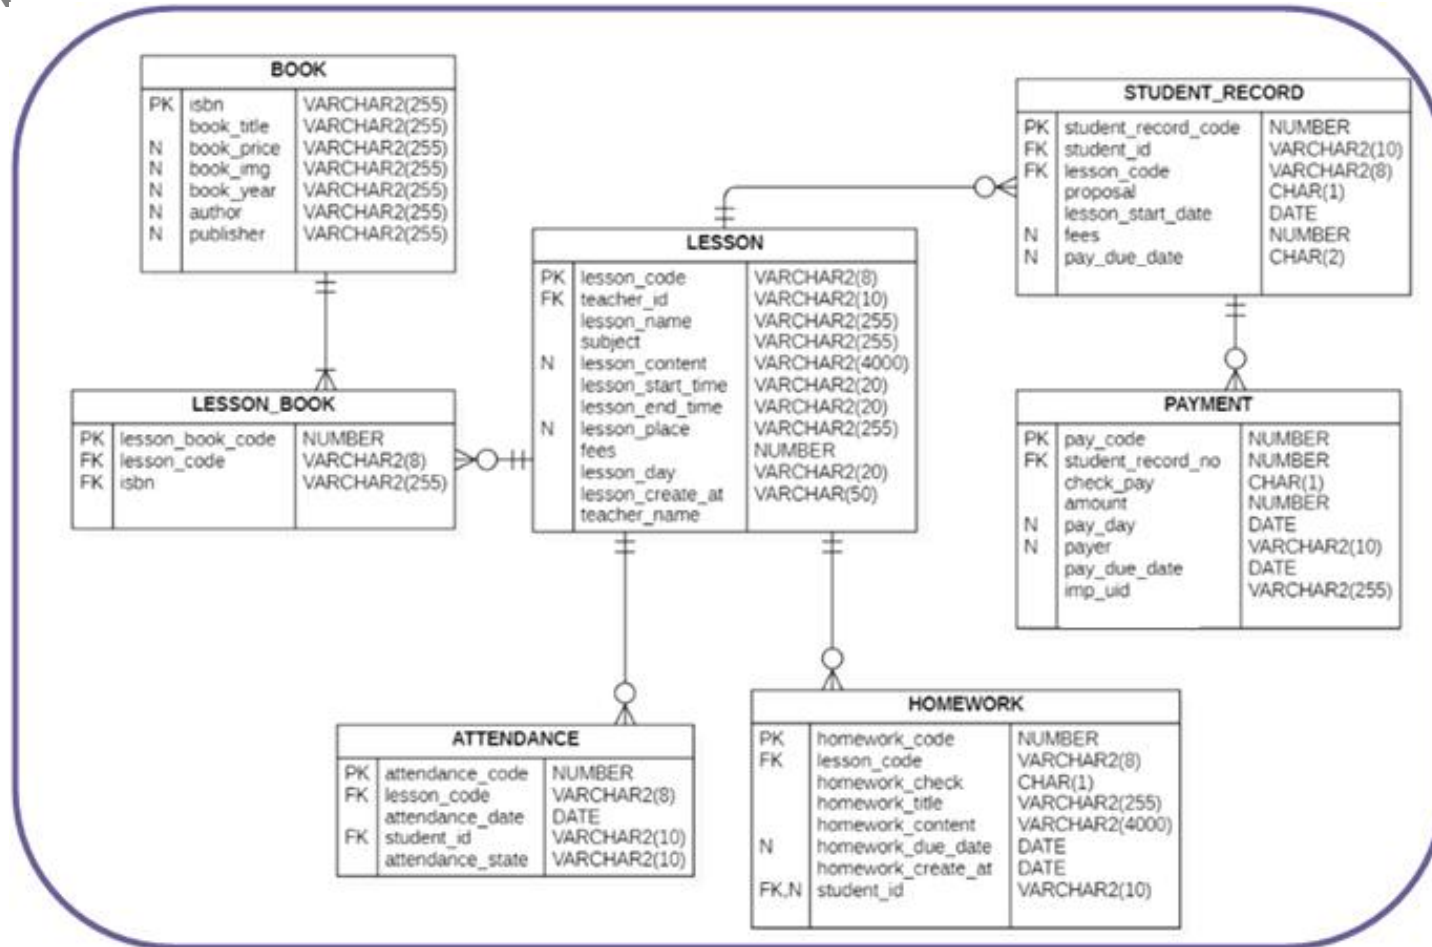 BOOK
PK isbn VARCHAR2(255)
book_title VARCHAR2(255)
N book_price VARCHAR2(255)
N book_img VARCHAR2(255)
N book_year VARCHAR2(255)
N author VARCHAR2(255)
N publisher VARCHAR2(255)
STUDENT_RECORD
PK student_record_code NUMBER
FK student_id VARCHAR2(10)
FK lesson_code VARCHAR2(8)
proposal CHAR(1)
lesson_start_date DATE
N fees NUMBER
N pay_due_date CHAR(2)
LESSON
PK lesson_code VARCHAR2(8)
FK teacher_id VARCHAR2(10)
lesson_name VARCHAR2(255)
subject VARCHAR2(255)
N lesson_content VARCHAR2(4000)
lesson_start_time VARCHAR2(20)
lesson_end_time VARCHAR2(20)
N lesson_place VARCHAR2(255)
fees NUMBER
lesson_day VARCHAR2(20)
lesson_create_at VARCHAR(50)
teacher_name
LESSON_BOOK
PK lesson_book_code NUMBER
FK lesson_code VARCHAR2(8)
FK isbn VARCHAR2(255)
PAYMENT
PK pay_code NUMBER
FK student_record_no NUMBER
check_pay CHAR(1)
amount NUMBER
N pay_day DATE
N payer VARCHAR2(10)
pay_due_date DATE
imp_uid VARCHAR2(255)
ATTENDANCE
PK attendance_code NUMBER
FK lesson_code VARCHAR2(8)
attendance_date DATE
FK student_id VARCHAR2(10)
attendance_state VARCHAR2(10)
HOMEWORK
PK homework_code NUMBER
FK lesson_code VARCHAR2(8)
homework_check CHAR(1)
homework_title VARCHAR2(255)
homework_content VARCHAR2(4000)
N homework_due_date DATE
homework_create_at DATE
FK,N student_id VARCHAR2(10)